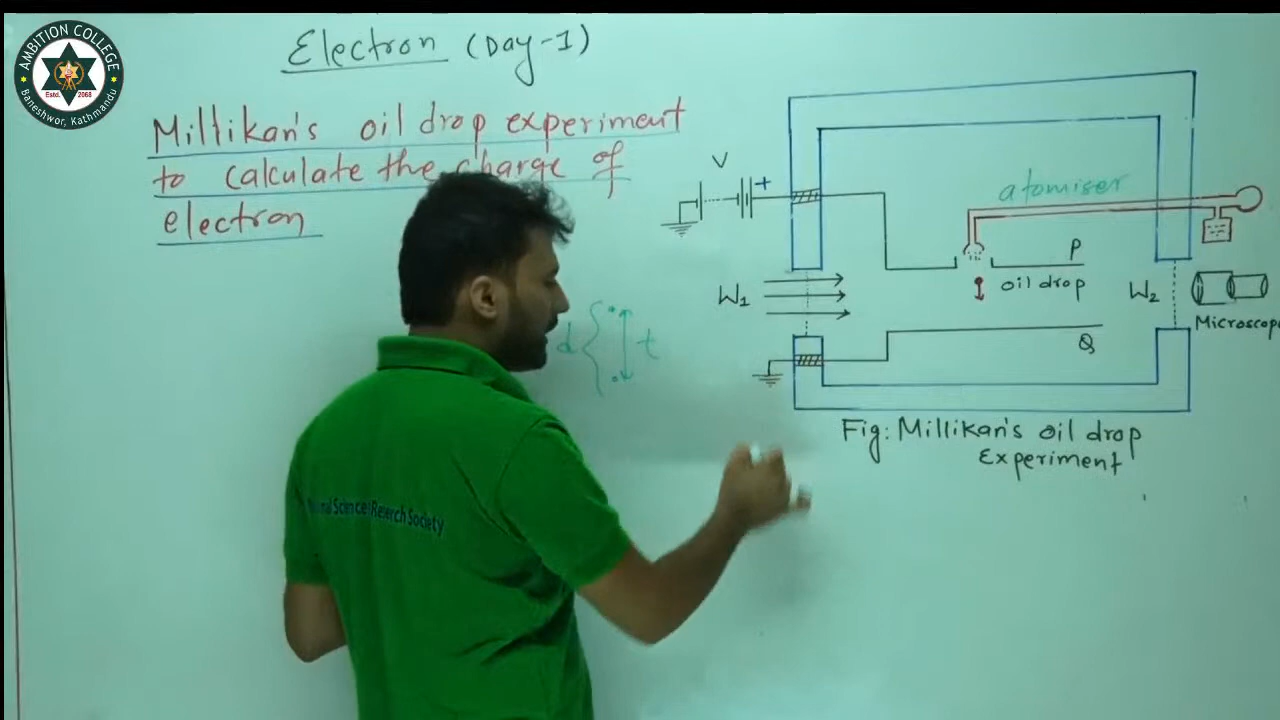 AMBITION COLLEGE
Estd. 2068
Baneshwor, Kathmandu
Electron (Day-1)
Millikan's oil drop experiment
to calculate the charge of
electron
V
+
atomiser
P
oil drop
W1
W2
Microscope
Q
d
t
Fig: Millikan's oil drop
Experiment
Science Reserch Society